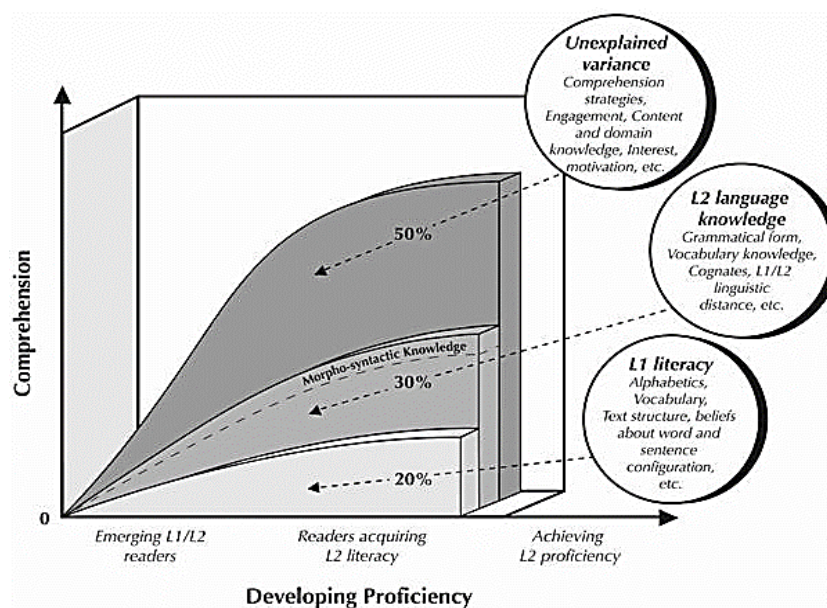 Unexplained
variance
Comprehension
strategies,
Engagement, Content
and domain
knowledge, Interest,
motivation, etc.
L2 language
knowledge
Grammatical form,
Vocabulary knowledge,
Cognates, L1/L2
linguistic
distance, etc.
L1 literacy
Alphabetics,
Vocabulary,
Text structure, beliefs
about word and
sentence
configuration,
etc.
50%
Morpho-syntactic Knowledge
30%
20%
Comprehension
0
Emerging L1/L2
readers
Readers acquiring
L2 literacy
Achieving
L2 proficiency
Developing Proficiency